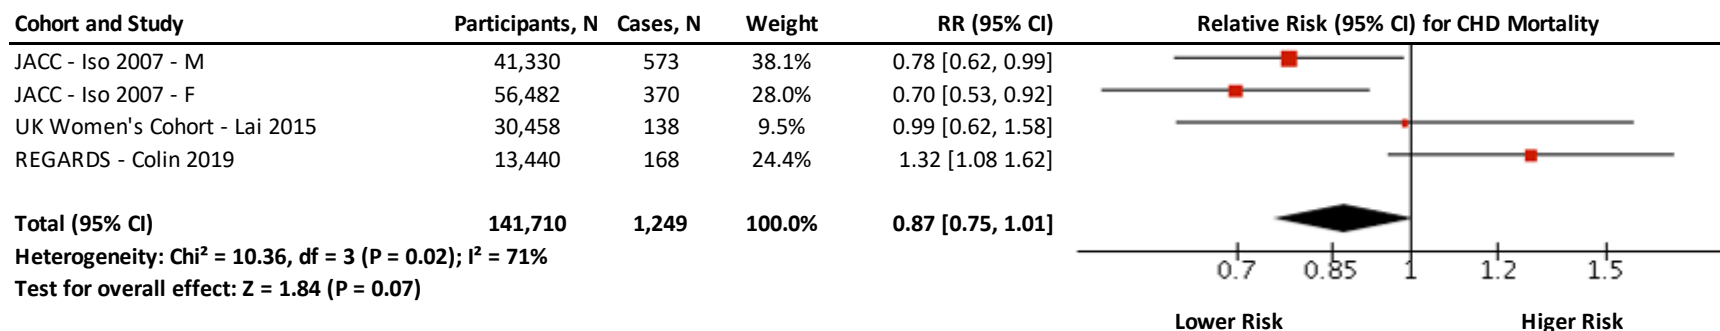 Cohort and Study Participants, N Cases, N Weight RR (95% CI) Relative Risk (95% CI) for CHD Mortality
JACC - Iso 2007 - M 41,330 573 38.1% 0.78 [0.62, 0.99]
JACC - Iso 2007 - F 56,482 370 28.0% 0.70 [0.53, 0.92]
UK Women's Cohort - Lai 2015 30,458 138 9.5% 0.99 [0.62, 1.58]
REGARDS - Colin 2019 13,440 168 24.4% 1.32 [1.08 1.62]
Total (95% CI) 141,710 1,249 100.0% 0.87 [0.75, 1.01]
Heterogeneity: Chi² = 10.36, df = 3 (P = 0.02); I² = 71%
Test for overall effect: Z = 1.84 (P = 0.07)
0.7 0.85 1 1.2 1.5
Lower Risk Higer Risk